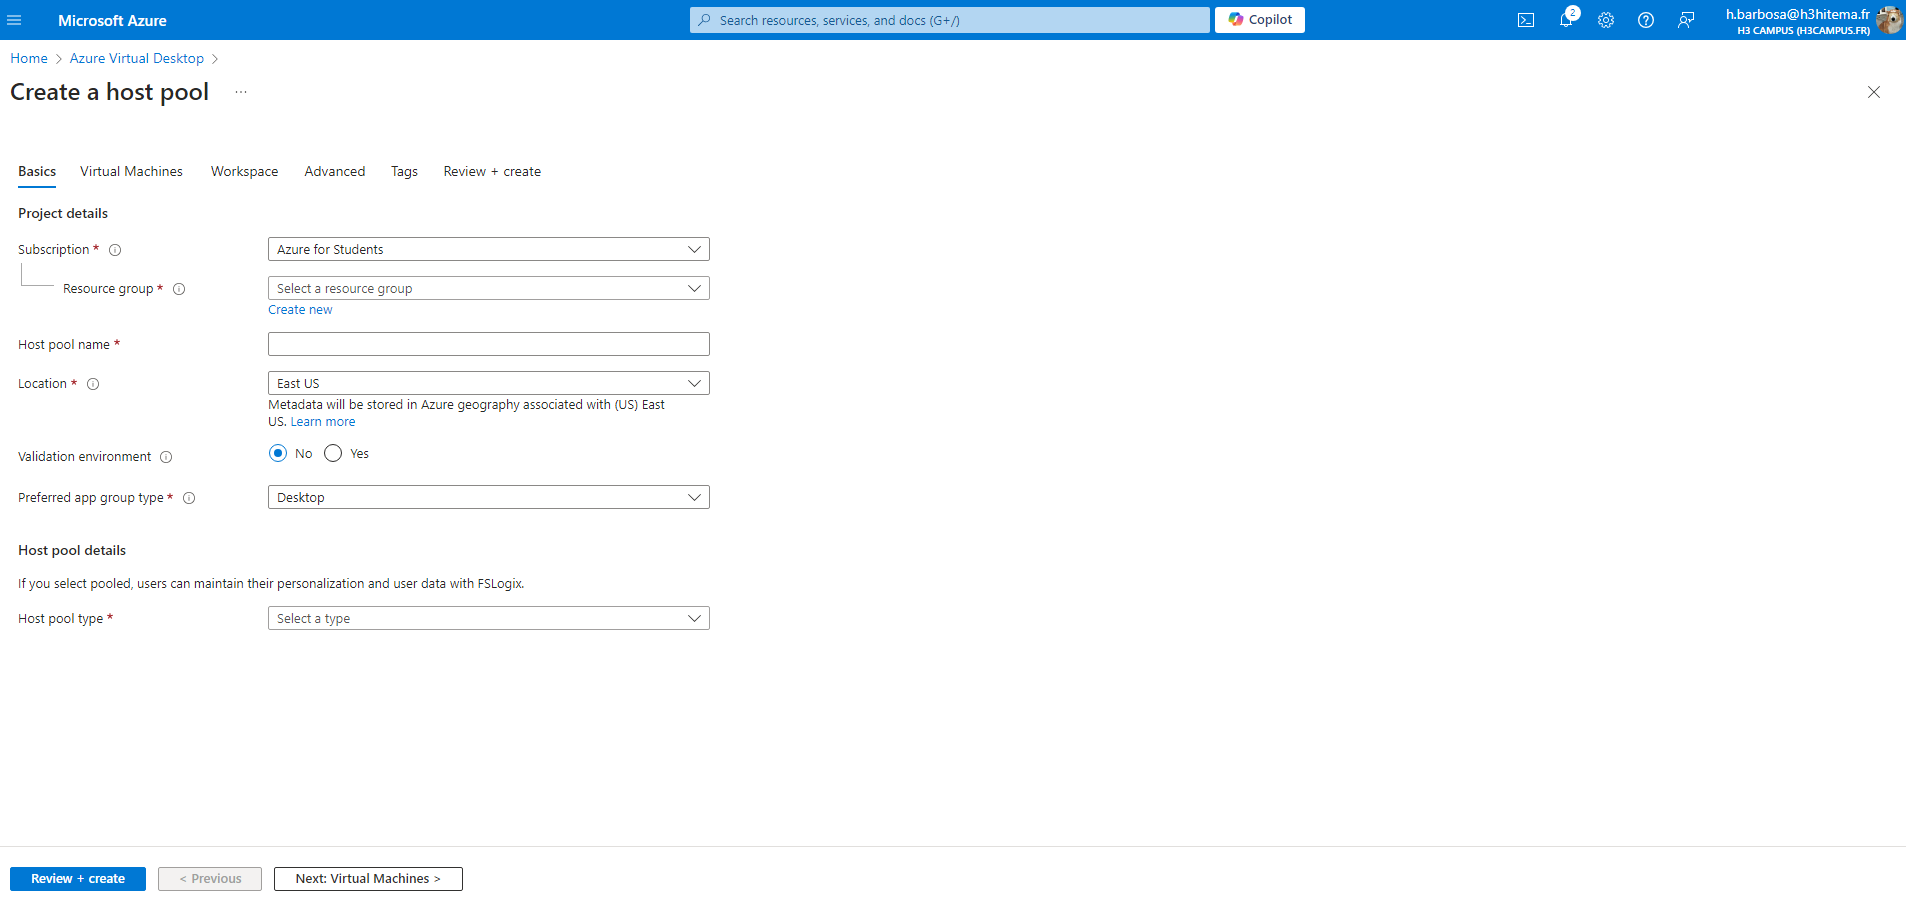 Microsoft Azure
Search resources, services, and docs (G+/)
Copilot
2
h.barbosa@h3hitema.fr
H3 CAMPUS (H3CAMPUS.FR)
Home > Azure Virtual Desktop >
Create a host pool ...
Basics Virtual Machines Workspace Advanced Tags Review + create
Project details
Subscription * Azure for Students
Resource group * Select a resource group
Create new
Host pool name *
Location * East US
Metadata will be stored in Azure geography associated with (US) East
US. Learn more
Validation environment No Yes
Preferred app group type * Desktop
Host pool details
If you select pooled, users can maintain their personalization and user data with FSLogix.
Host pool type * Select a type
Review + create < Previous Next: Virtual Machines >